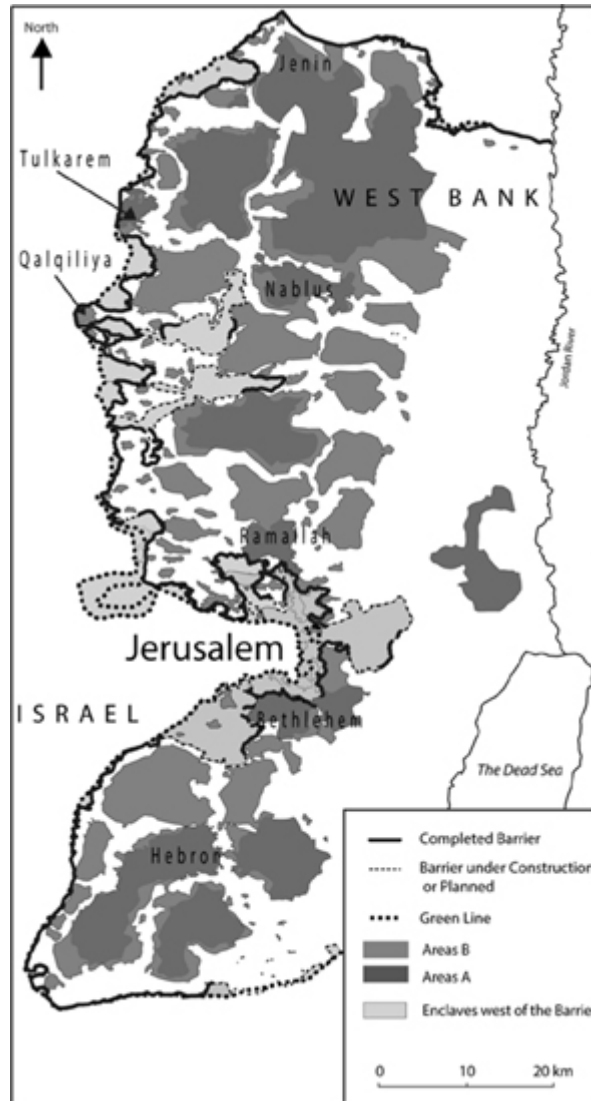 North
Jenin
Tulkarem
WEST BANK
Qalqiliya
Nablus
Jordan River
Ramallah
Jerusalem
ISRAEL
Bethlehem
The Dead Sea
Hebron
Completed Barrier
Barrier under Construction
or Planned
Green Line
Areas B
Areas A
Enclaves west of the Barrie
0 10 20 km